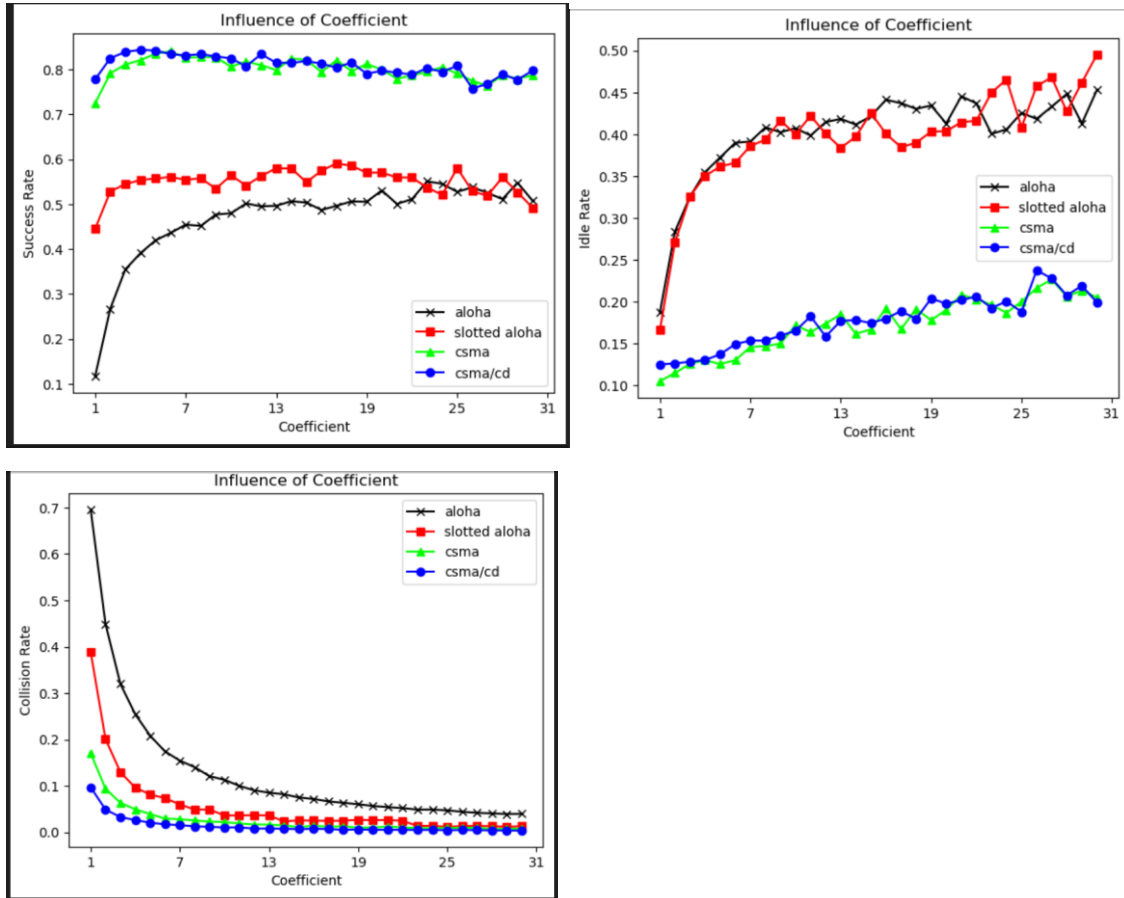 Influence of Coefficient
0.8
0.7
0.6
0.5
0.4
0.3
0.2
0.1
Success Rate
aloha
slotted aloha
csma
csma/cd
1 7 13 19 25 31
Coefficient
Influence of Coefficient
0.50
0.45
0.40
0.35
0.30
0.25
0.20
0.15
0.10
Idle Rate
aloha
slotted aloha
csma
csma/cd
1 7 13 19 25 31
Coefficient
Influence of Coefficient
0.7
0.6
0.5
0.4
0.3
0.2
0.1
0.0
Collision Rate
aloha
slotted aloha
csma
csma/cd
1 7 13 19 25 31
Coefficient